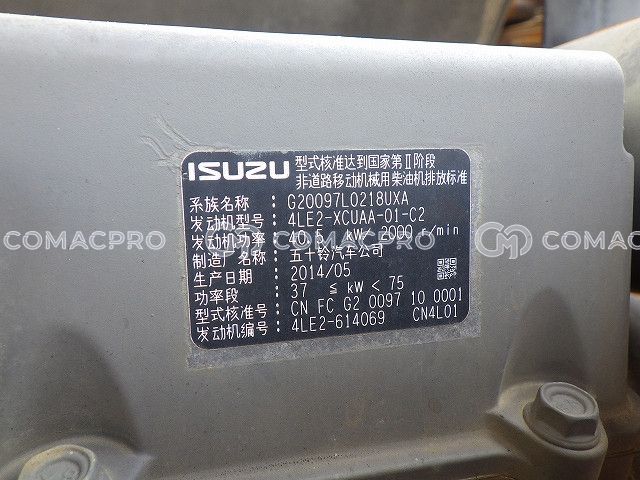 ISUZU 型式核准达到国家第Ⅱ阶段
非道路移动机械用柴油机排放标准
系族名称: G20097L0218UXA
发动机型号: 4LE2-XCUAA-01-C2
发动机功率: 40.5 kW/ 2000 r/min
制造厂名称: 五十铃汽车公司
生产日期: 2014/05
功率段: 37 ≦ kW < 75
型式核准号: CN FC G2 0097 10 0001
发动机编号: 4LE2-614069 CN4L01
COMACPRO
COMACPRO
CM COMACPRO